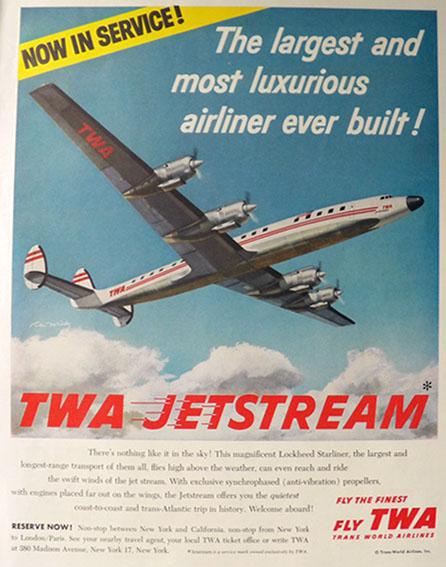 NOW IN SERVICE!
The largest and
most luxurious
airliner ever built!
TWA
TWA
TWA
TWA JETSTREAM*
There's nothing like it in the sky! This magnificent Lockheed Starliner, the largest and
longest-range transport of them all, flies high above the weather, can even reach and ride
the swift winds of the jet stream. With exclusive synchrophased (anti-vibration) propellers,
with engines placed far out on the wings, the Jetstream offers you the quietest
coast-to-coast and trans-Atlantic trip in history. Welcome aboard!
RESERVE NOW! Non-stop between New York and California, non-stop from New York
to London/Paris. See your nearby travel agent, your local TWA ticket office or write TWA
at 380 Madison Avenue, New York 17, New York.
*Jetstream is a service mark owned exclusively by TWA.
FLY THE FINEST
FLY TWA
TRANS WORLD AIRLINES
© Trans World Airlines, Inc.